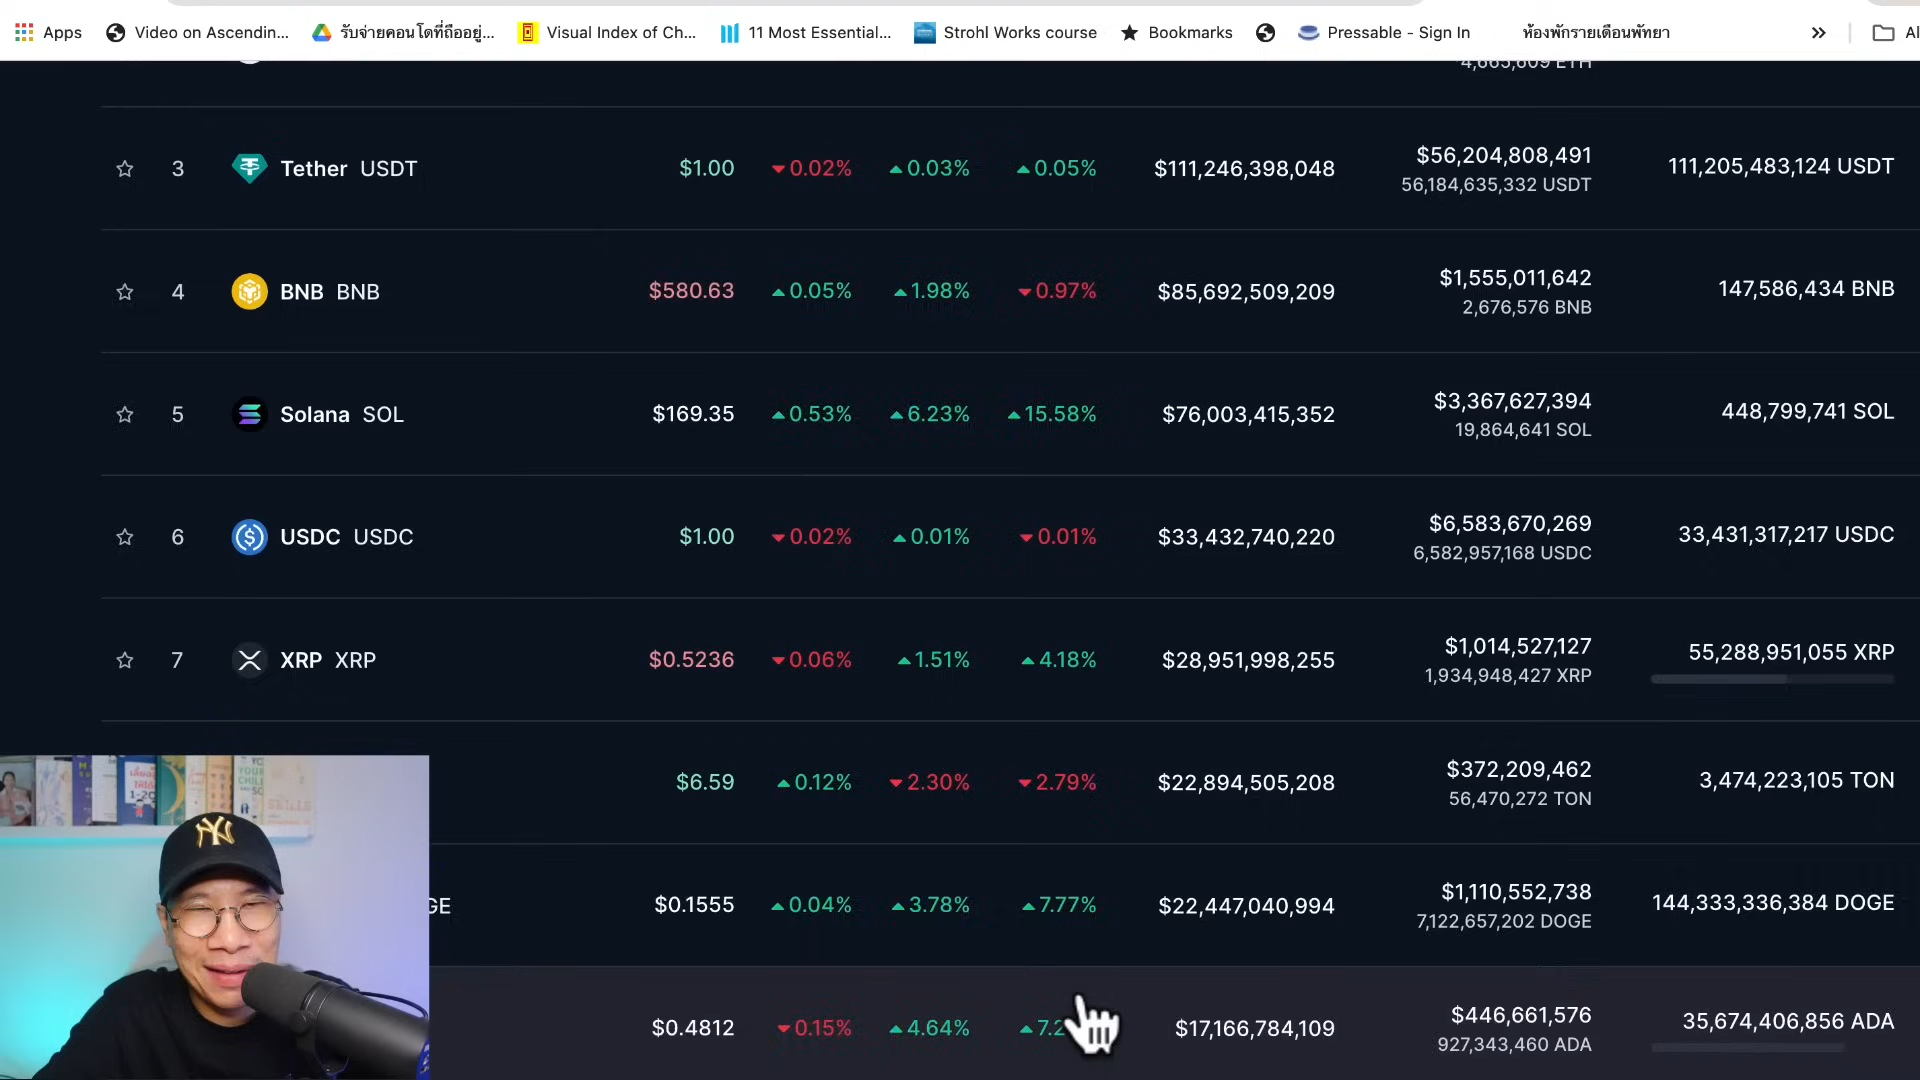 Apps Video on Ascendin... รับจ่ายคอนโดที่ถืออยู่... Visual Index of Ch... 11 Most Essential... Strohl Works course Bookmarks Pressable - Sign In ห้องพักรายเดือนพัทยา » Al
4,665,609 ETH
3 Tether USDT $1.00 0.02% 0.03% 0.05% $111,246,398,048 $56,204,808,491 111,205,483,124 USDT
56,184,635,332 USDT
4 BNB BNB $580.63 0.05% 1.98% 0.97% $85,692,509,209 $1,555,011,642 147,586,434 BNB
2,676,576 BNB
5 Solana SOL $169.35 0.53% 6.23% 15.58% $76,003,415,352 $3,367,627,394 448,799,741 SOL
19,864,641 SOL
6 USDC USDC $1.00 0.02% 0.01% 0.01% $33,432,740,220 $6,583,670,269 33,431,317,217 USDC
6,582,957,168 USDC
7 XRP XRP $0.5236 0.06% 1.51% 4.18% $28,951,998,255 $1,014,527,127 55,288,951,055 XRP
1,934,948,427 XRP
$6.59 0.12% 2.30% 2.79% $22,894,505,208 $372,209,462 3,474,223,105 TON
56,470,272 TON
GE $0.1555 0.04% 3.78% 7.77% $22,447,040,994 $1,110,552,738 144,333,336,384 DOGE
7,122,657,202 DOGE
$0.4812 0.15% 4.64% 7.2 $17,166,784,109 $446,661,576 35,674,406,856 ADA
927,343,460 ADA
NY